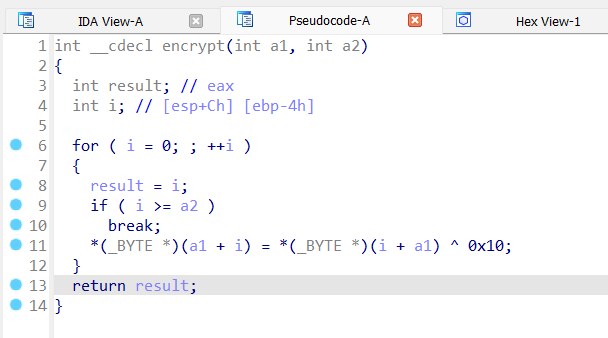 IDA View-A Pseudocode-A Hex View-1
1 int __cdecl encrypt(int a1, int a2)
2 {
3   int result; // eax
4   int i; // [esp+Ch] [ebp-4h]
5
6   for ( i = 0; ; ++i )
7   {
8     result = i;
9     if ( i >= a2 )
10       break;
11     *(_BYTE *)(a1 + i) = *(_BYTE *)(i + a1) ^ 0x10;
12   }
13   return result;
14 }